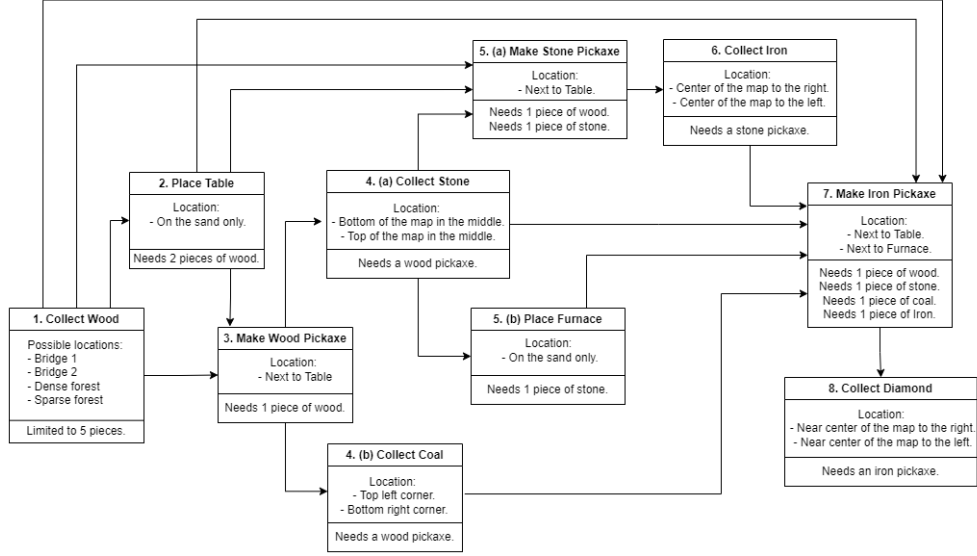 1. Collect Wood
Possible locations:
- Bridge 1
- Bridge 2
- Dense forest
- Sparse forest
Limited to 5 pieces.
2. Place Table
Location:
- On the sand only.
Needs 2 pieces of wood.
3. Make Wood Pickaxe
Location:
- Next to Table
Needs 1 piece of wood.
4. (a) Collect Stone
Location:
- Bottom of the map in the middle.
- Top of the map in the middle.
Needs a wood pickaxe.
4. (b) Collect Coal
Location:
- Top left corner.
- Bottom right corner.
Needs a wood pickaxe.
5. (a) Make Stone Pickaxe
Location:
- Next to Table.
Needs 1 piece of wood.
Needs 1 piece of stone.
5. (b) Place Furnace
Location:
- On the sand only.
Needs 1 piece of stone.
6. Collect Iron
Location:
- Center of the map to the right.
- Center of the map to the left.
Needs a stone pickaxe.
7. Make Iron Pickaxe
Location:
- Next to Table.
- Next to Furnace.
Needs 1 piece of wood.
Needs 1 piece of stone.
Needs 1 piece of coal.
Needs 1 piece of Iron.
8. Collect Diamond
Location:
- Near center of the map to the right.
- Near center of the map to the left.
Needs an iron pickaxe.